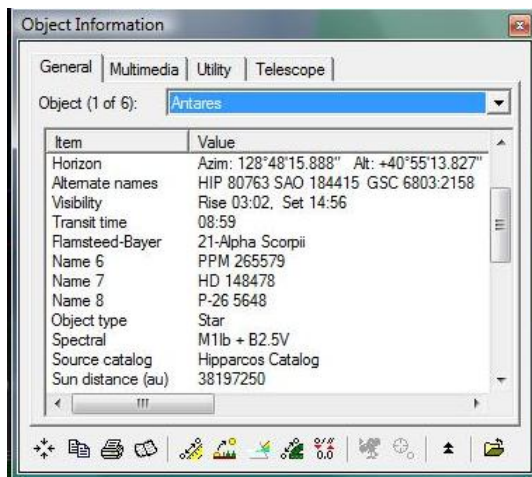 Object Information
General Multimedia Utility Telescope
Object (1 of 6): Antares
Item Value
Horizon Azim: 128°48'15.888" Alt: +40°55'13.827"
Alternate names HIP 80763 SAO 184415 GSC 6803:2158
Visibility Rise 03:02, Set 14:56
Transit time 08:59
Flamsteed-Bayer 21-Alpha Scorpii
Name 6 PPM 265579
Name 7 HD 148478
Name 8 P-26 5648
Object type Star
Spectral M1Ib + B2.5V
Source catalog Hipparcos Catalog
Sun distance (au) 38197250
0/0
0.0